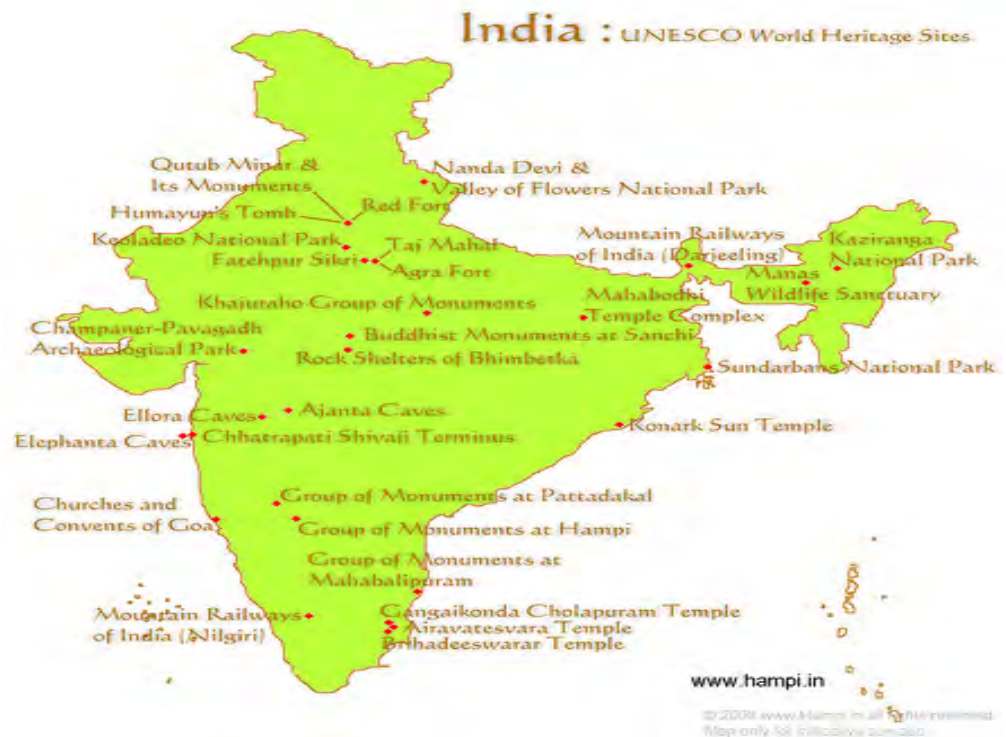 India : UNESCO World Heritage Sites
Qutub Minar &
Its Monuments
Nanda Devi &
Valley of Flowers National Park
Humayun's Tomb
Red Fort
Keoladeo National Park
Taj Mahal
Fatehpur Sikri
Agra Fort
Mountain Railways
of India (Darjeeling)
Kaziranga
National Park
Manas
Wildlife Sanctuary
Khajuraho Group of Monuments
Mahabodhi
Temple Complex
Champaner-Pavagadh
Archaeological Park
Buddhist Monuments at Sanchi
Rock Shelters of Bhimbetka
Sundarbans National Park
Ellora Caves
Ajanta Caves
Elephanta Caves
Chhatrapati Shivaji Terminus
Konark Sun Temple
Group of Monuments at Pattadakal
Churches and
Convents of Goa
Group of Monuments at Hampi
Group of Monuments at
Mahabalipuram
Mountain Railways
of India (Nilgiri)
Gangaikonda Cholapuram Temple
Airavatesvara Temple
Brihadeeswarar Temple
www.hampi.in